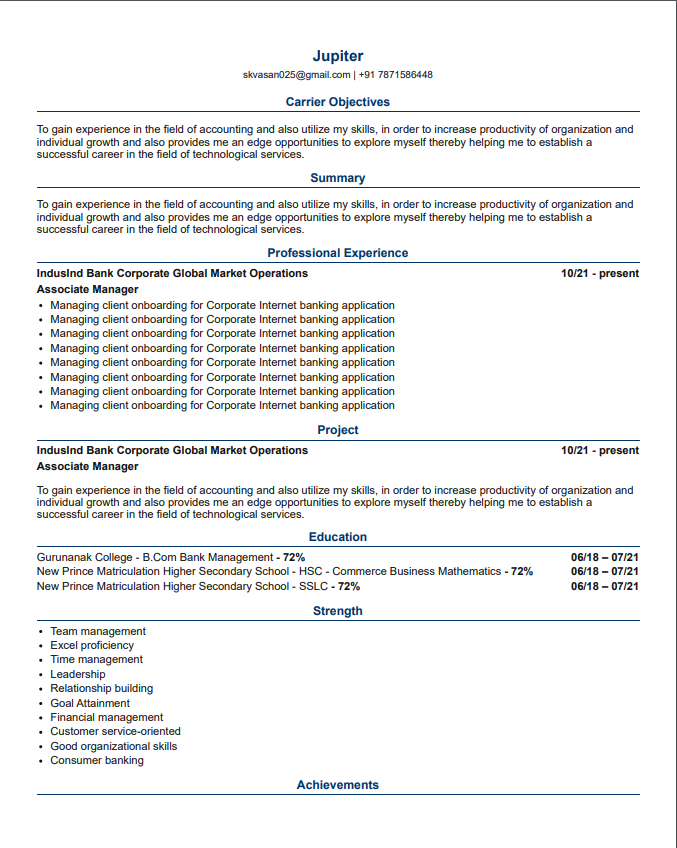 Jupiter
skvasan025@gmail.com | +91 7871586448
Carrier Objectives
To gain experience in the field of accounting and also utilize my skills, in order to increase productivity of organization and
individual growth and also provides me an edge opportunities to explore myself thereby helping me to establish a
successful career in the field of technological services.
Summary
To gain experience in the field of accounting and also utilize my skills, in order to increase productivity of organization and
individual growth and also provides me an edge opportunities to explore myself thereby helping me to establish a
successful career in the field of technological services.
Professional Experience
IndusInd Bank Corporate Global Market Operations 10/21 - present
Associate Manager
• Managing client onboarding for Corporate Internet banking application
• Managing client onboarding for Corporate Internet banking application
• Managing client onboarding for Corporate Internet banking application
• Managing client onboarding for Corporate Internet banking application
• Managing client onboarding for Corporate Internet banking application
• Managing client onboarding for Corporate Internet banking application
• Managing client onboarding for Corporate Internet banking application
• Managing client onboarding for Corporate Internet banking application
Project
IndusInd Bank Corporate Global Market Operations 10/21 - present
Associate Manager
To gain experience in the field of accounting and also utilize my skills, in order to increase productivity of organization and
individual growth and also provides me an edge opportunities to explore myself thereby helping me to establish a
successful career in the field of technological services.
Education
Gurunanak College - B.Com Bank Management - 72% 06/18 – 07/21
New Prince Matriculation Higher Secondary School - HSC - Commerce Business Mathematics - 72% 06/18 – 07/21
New Prince Matriculation Higher Secondary School - SSLC - 72% 06/18 – 07/21
Strength
• Team management
• Excel proficiency
• Time management
• Leadership
• Relationship building
• Goal Attainment
• Financial management
• Customer service-oriented
• Good organizational skills
• Consumer banking
Achievements